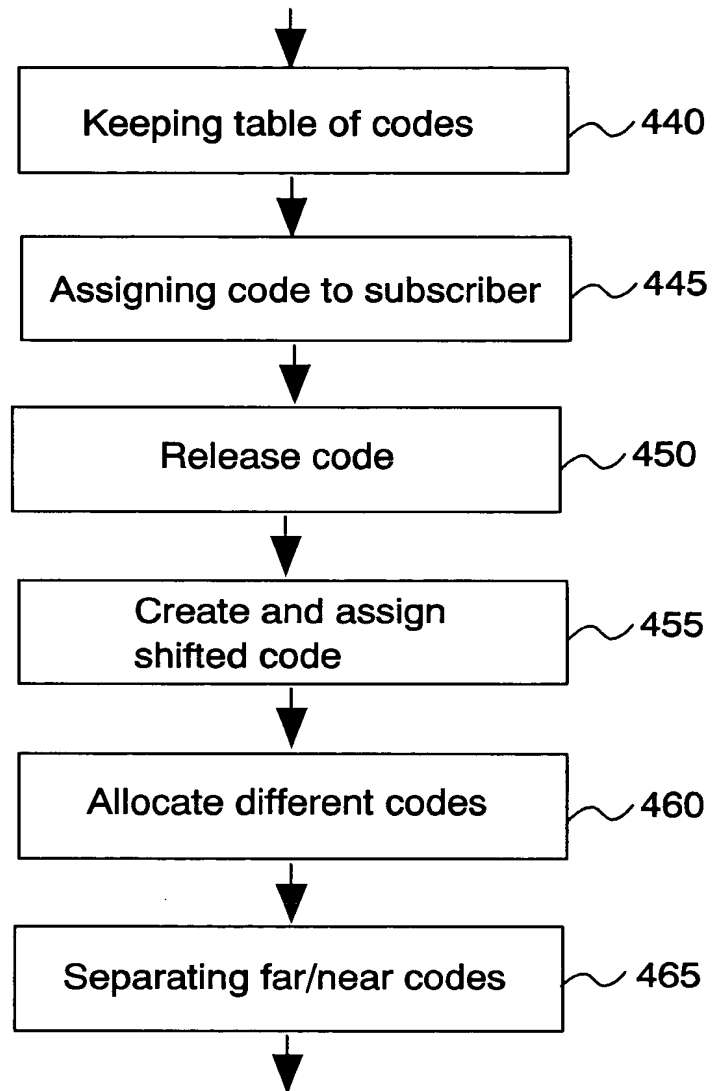 Keeping table of codes
440
Assigning code to subscriber
445
Release code
450
Create and assign
shifted code
455
Allocate different codes
460
Separating far/near codes
465